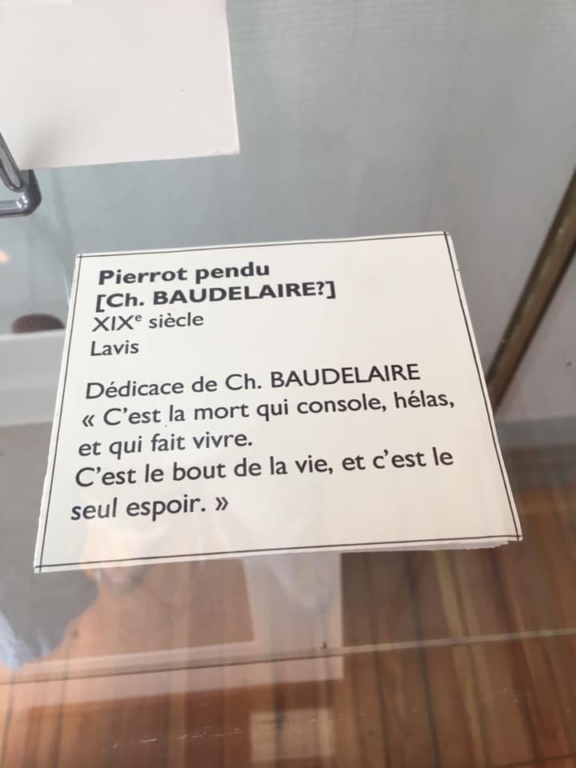 Pierrot pendu
[Ch. BAUDELAIRE?]
XIXe siècle
Lavis
Dédicace de Ch. BAUDELAIRE
« C’est la mort qui console, hélas,
et qui fait vivre.
C’est le bout de la vie, et c’est le
seul espoir. »